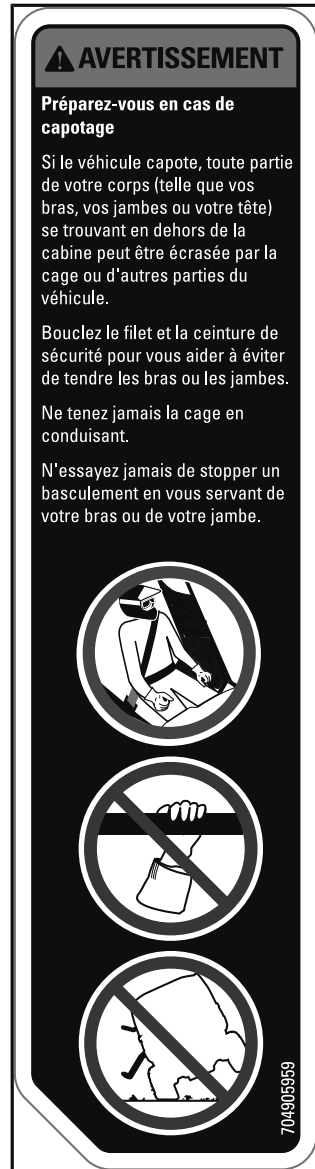 AVERTISSEMENT
Préparez-vous en cas de
capotage
Si le véhicule capote, toute partie
de votre corps (telle que vos
bras, vos jambes ou votre tête)
se trouvant en dehors de la
cabine peut être écrasée par la
cage ou d'autres parties du
véhicule.
Bouclez le filet et la ceinture de
sécurité pour vous aider à éviter
de tendre les bras ou les jambes.
Ne tenez jamais la cage en
conduisant.
N'essayez jamais de stopper un
basculement en vous servant de
votre bras ou de votre jambe.
704905959